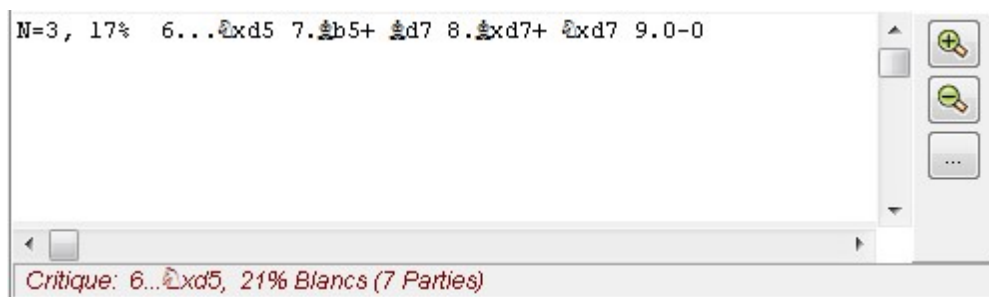 N=3, 17% 6...♘xd5 7.♗b5+ ♗d7 8.♗xd7+ ♘xd7 9.0-0
...
Critique: 6...♘xd5, 21% Blancs (7 Parties)